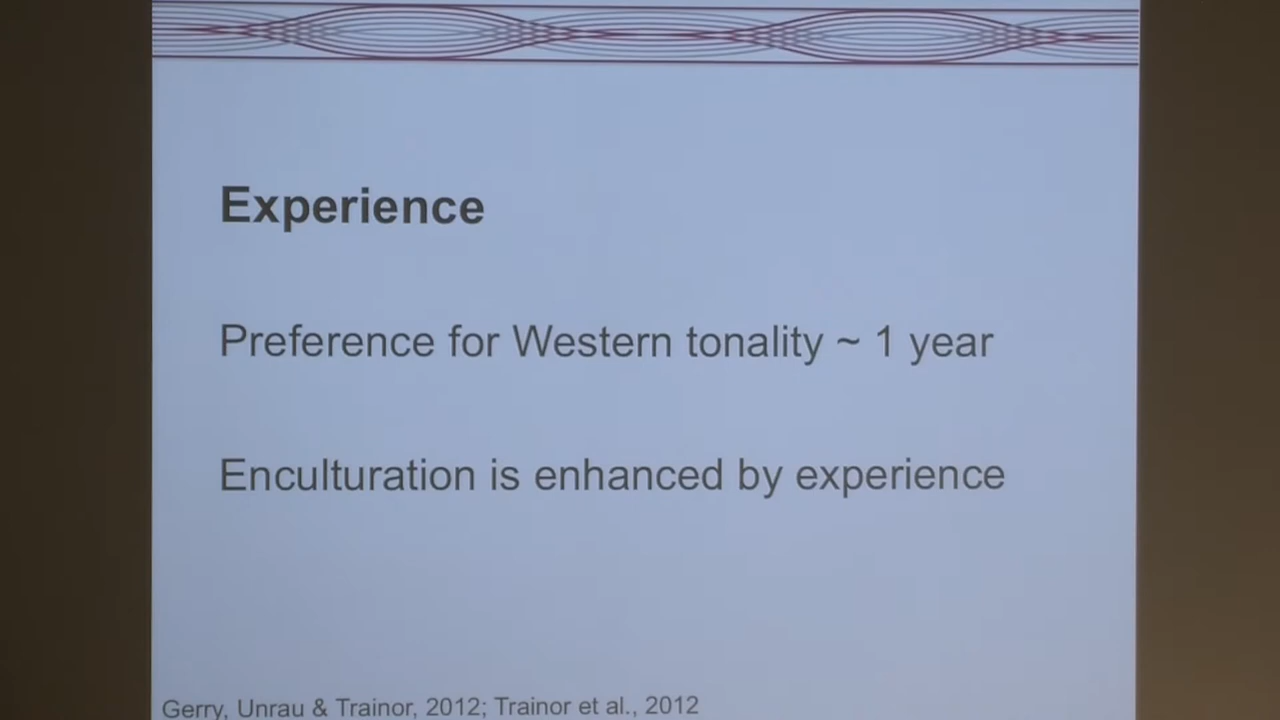 Experience
Preference for Western tonality ~ 1 year
Enculturation is enhanced by experience
Gerry, Unrau & Trainor, 2012; Trainor et al., 2012